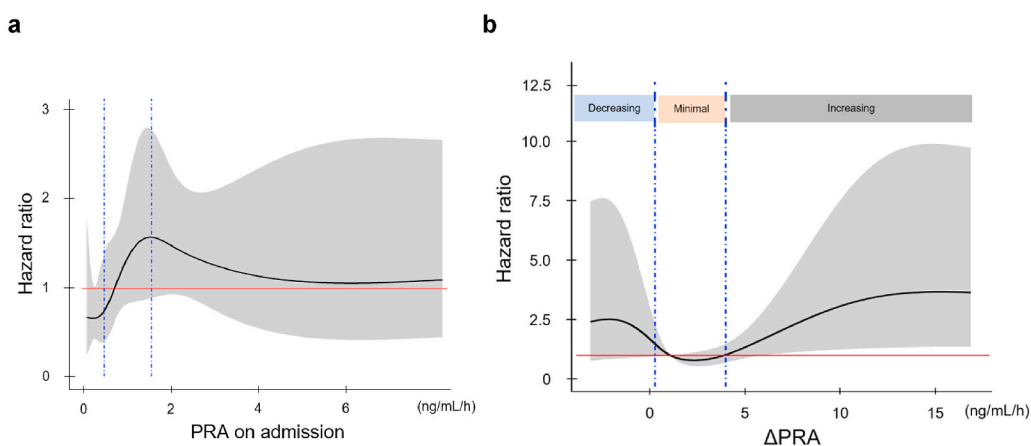 a
3
2
1
0
Hazard ratio
0 2 4 6 (ng/mL/h)
PRA on admission
b
12.5
10.0
7.5
5.0
2.5
0
Hazard ratio
Decreasing Minimal Increasing
0 5 10 15 (ng/mL/h)
ΔPRA